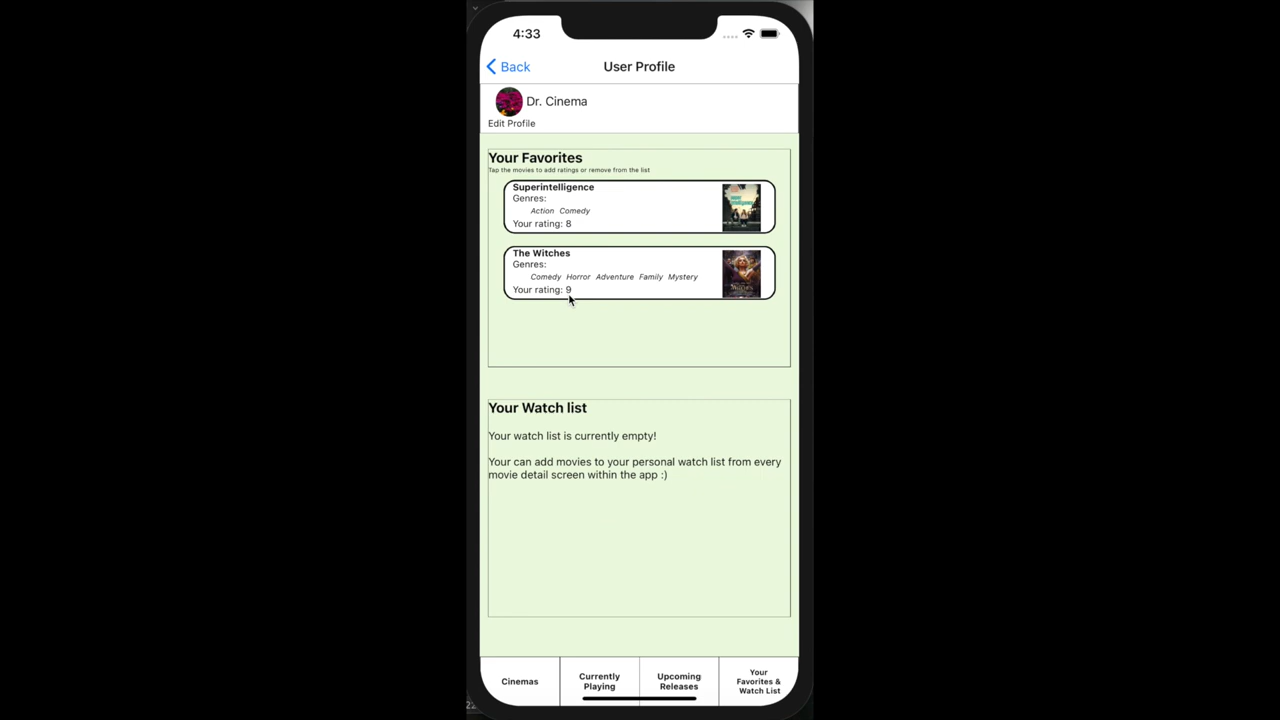 4:33
Back
User Profile
Dr. Cinema
Edit Profile
Your Favorites
Tap the movies to add ratings or remove from the list
Superintelligence
Genres:
Action Comedy
Your rating: 8
The Witches
Genres:
Comedy Horror Adventure Family Mystery
Your rating: 9
Your Watch list
Your watch list is currently empty!
Your can add movies to your personal watch list from every
movie detail screen within the app :)
Cinemas
Currently
Playing
Upcoming
Releases
Your
Favorites &
Watch List